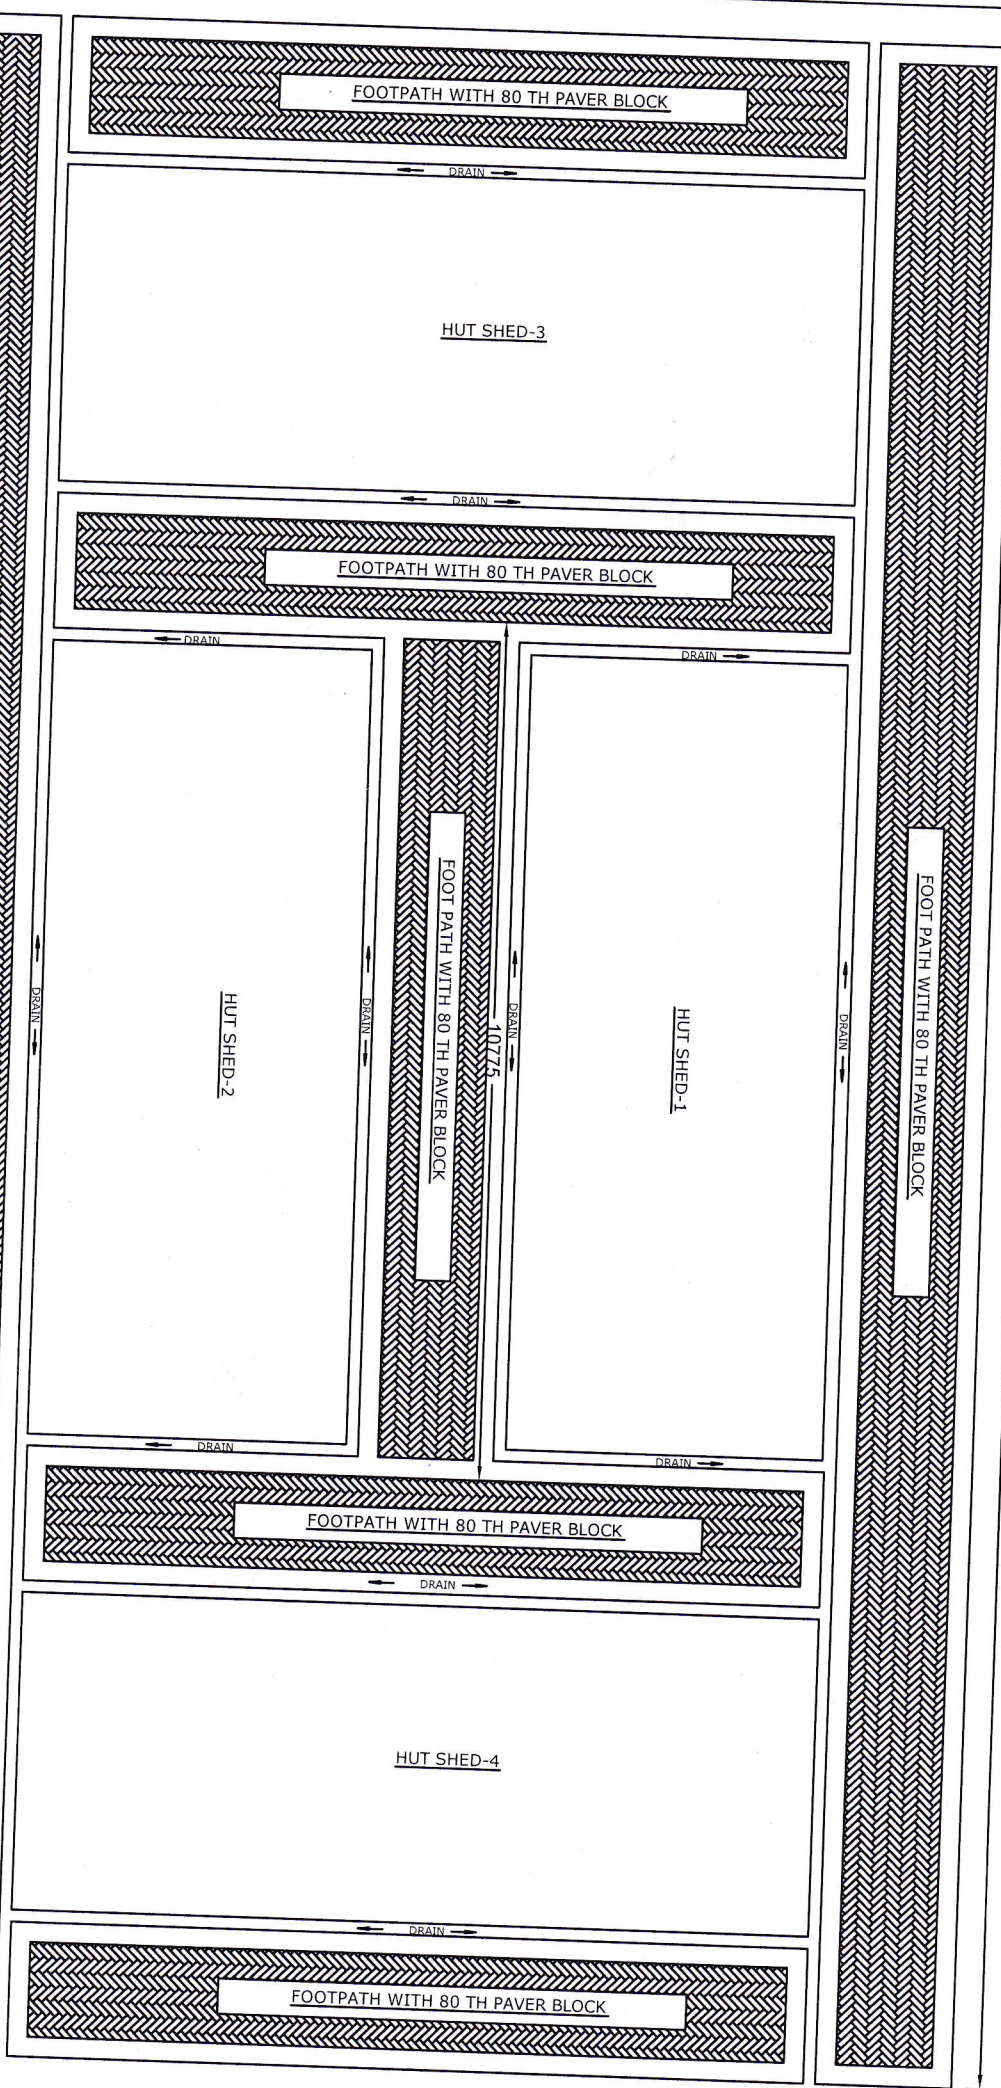 FOOTPATH WITH 80 TH PAVER BLOCK
DRAIN
HUT SHED-3
DRAIN
FOOTPATH WITH 80 TH PAVER BLOCK
DRAIN
DRAIN
FOOT PATH WITH 80 TH PAVER BLOCK
FOOT PATH WITH 80 TH PAVER BLOCK
DRAIN
HUT SHED-2
DRAIN
10775
DRAIN
HUT SHED-1
DRAIN
DRAIN
DRAIN
FOOTPATH WITH 80 TH PAVER BLOCK
DRAIN
HUT SHED-4
DRAIN
FOOTPATH WITH 80 TH PAVER BLOCK